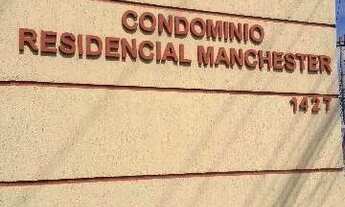 CONDOMINIO
RESIDENCIAL MANCHESTER
1427